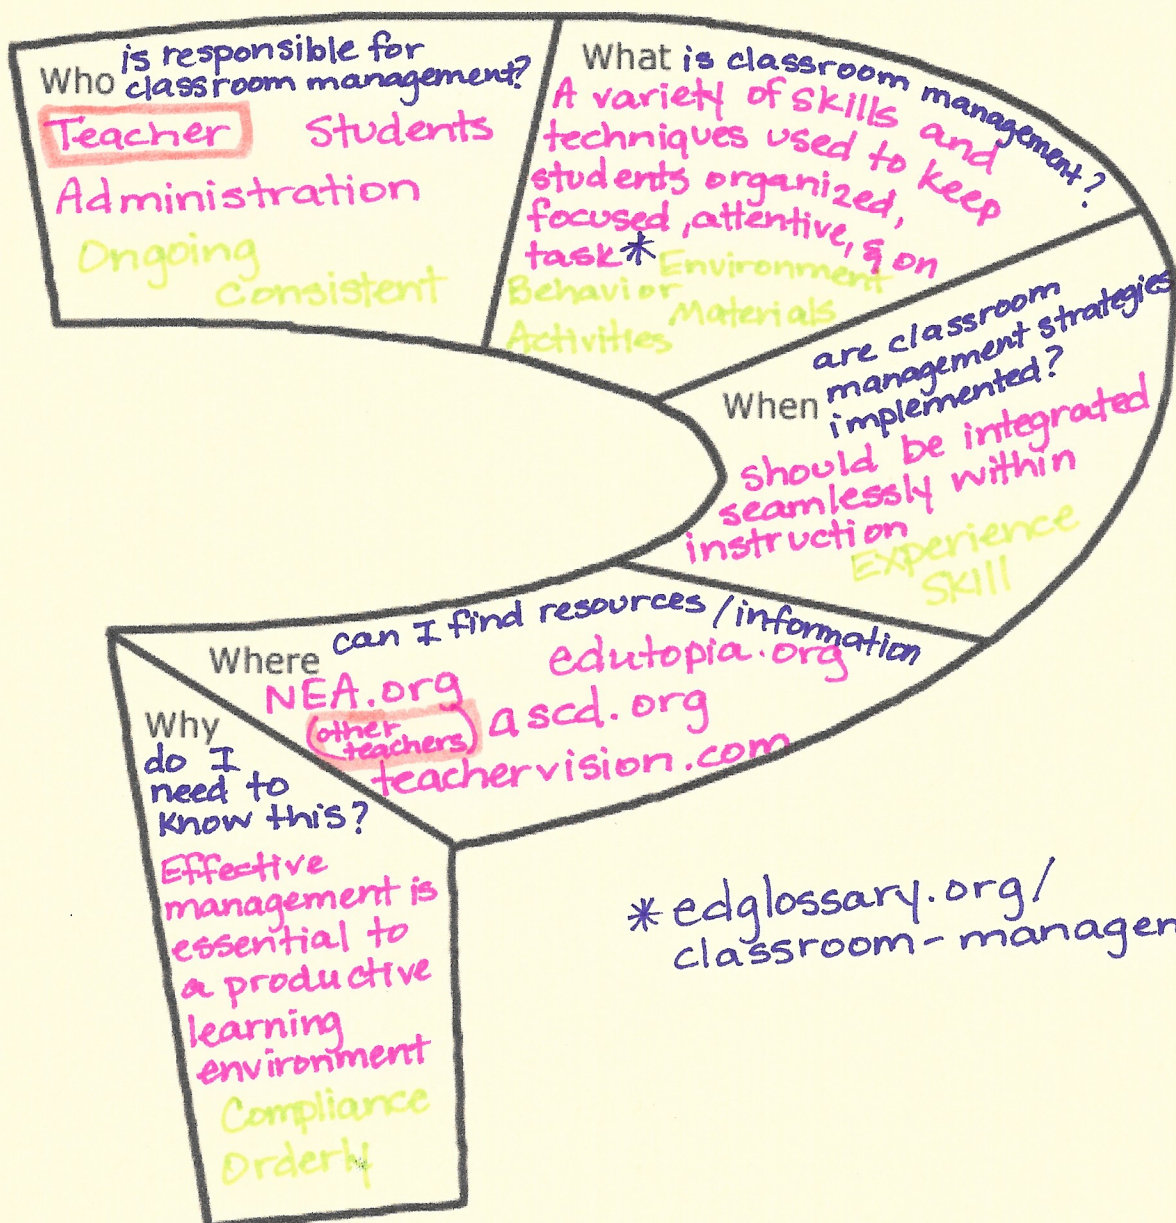 Who is responsible for
classroom management?
Teacher Students
Administration
Ongoing
Consistent
What is classroom management?
A variety of skills and
techniques used to keep
students organized,
focused, attentive, & on
task*
Environment
Behavior
Materials
Activities
When are classroom
management strategies
implemented?
should be integrated
seamlessly within
instruction
Experience
Skill
Where can I find resources/information
edutopia.org
NEA.org
ascd.org
(other
teachers)
teachervision.com
Why
do I
need to
know this?
Effective
management is
essential to
a productive
learning
environment
Compliance
Orderly
* edglossary.org/
classroom-managem